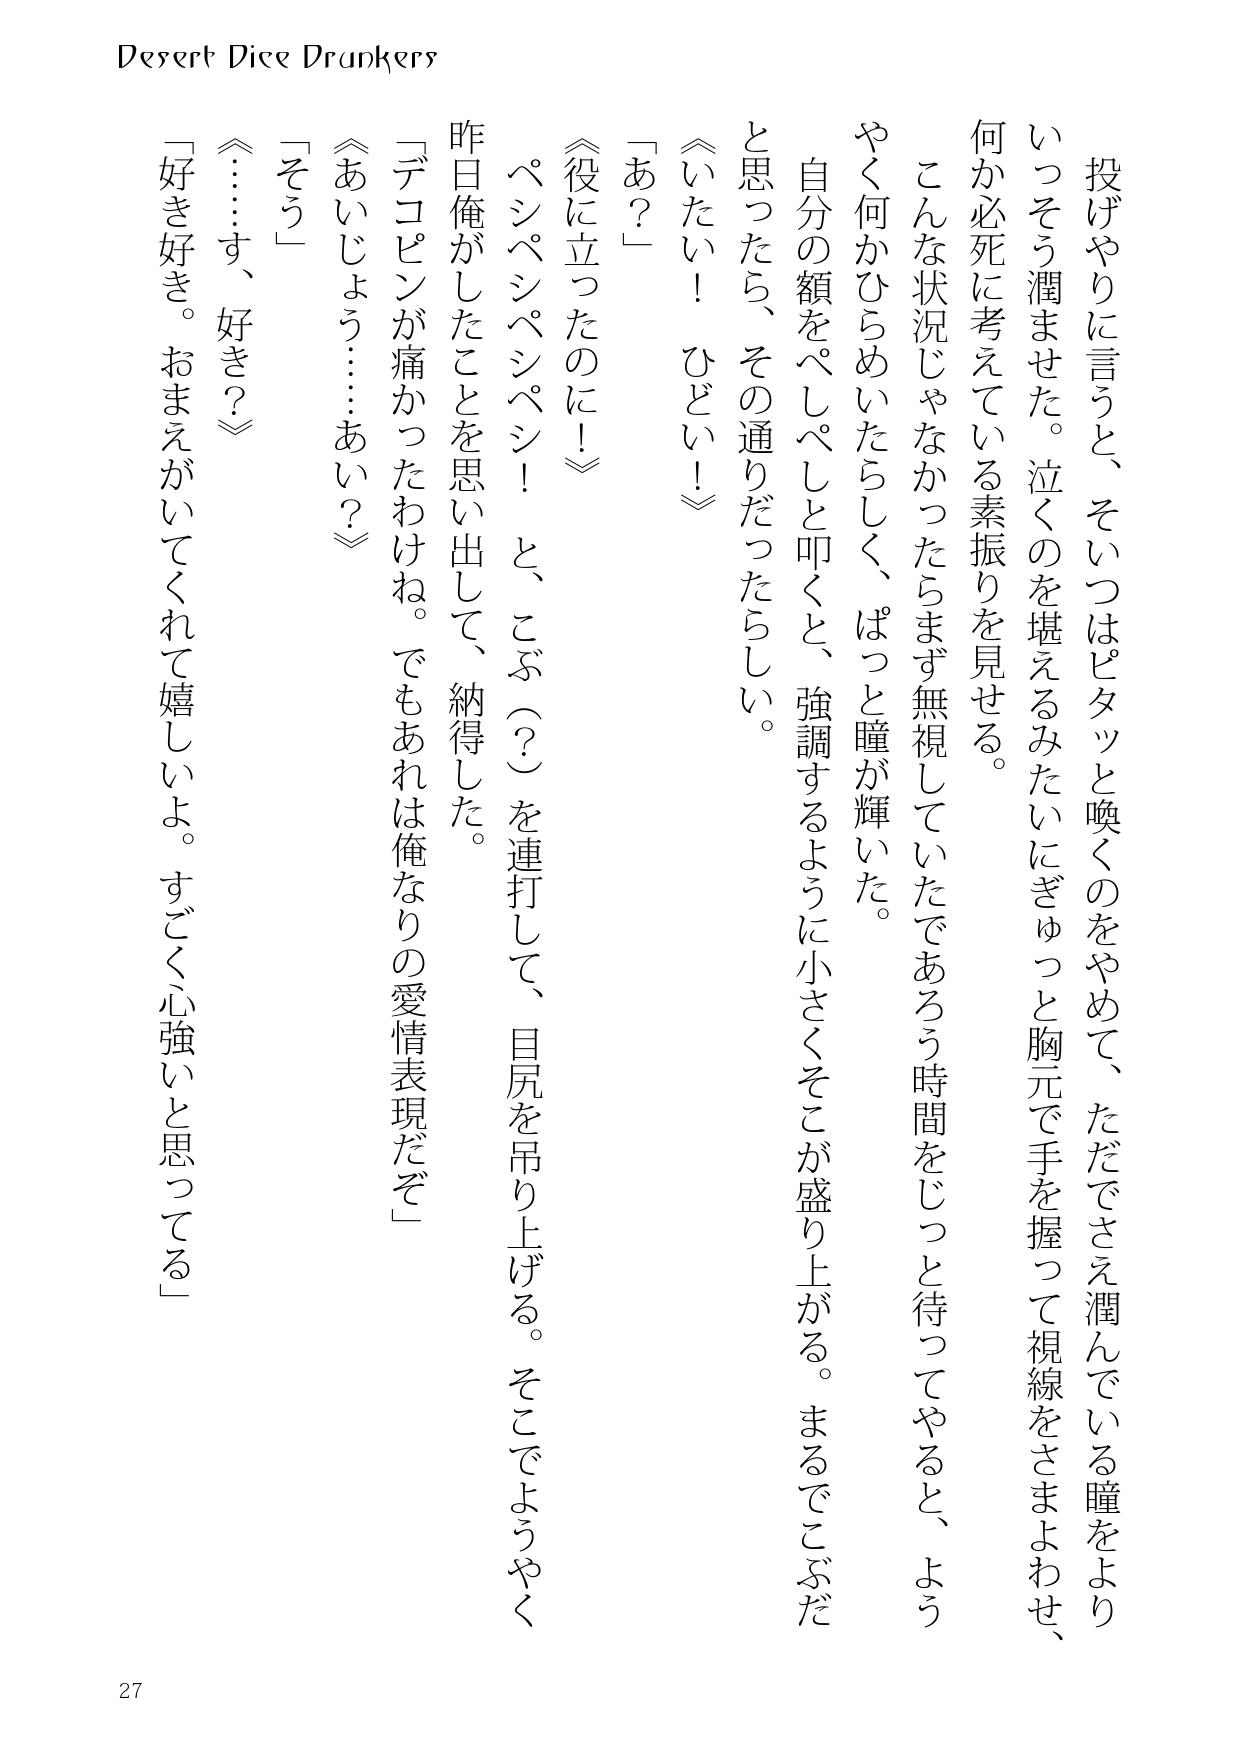 Desert Dice Drunkers
　投げやりに言うと、そいつはピタッと喚くのをやめて、ただでさえ潤んでいる瞳をより
いっそう潤ませた。泣くのを堪えるみたいにぎゅっと胸元で手を握って視線をさまよわせ、
何か必死に考えている素振りを見せる。
　こんな状況じゃなかったらまず無視していたであろう時間をじっと待ってやると、よう
やく何かひらめいたらしく、ぱっと瞳が輝いた。
　自分の額をぺしぺしと叩くと、強調するように小さくそこが盛り上がる。まるでこぶだ
と思ったら、その通りだったらしい。
《いたい！　ひどい！》
「あ？」
《役に立ったのに！》
　ペシペシペシペシ！　と、こぶ（？）を連打して、目尻を吊り上げる。そこでようやく
昨日俺がしたことを思い出して、納得した。
「デコピンが痛かったわけね。でもあれは俺なりの愛情表現だぞ」
《あいじょう……あい？》
「そう」
《……す、好き？》
「好き好き。おまえがいてくれて嬉しいよ。すごく心強いと思ってる」
27